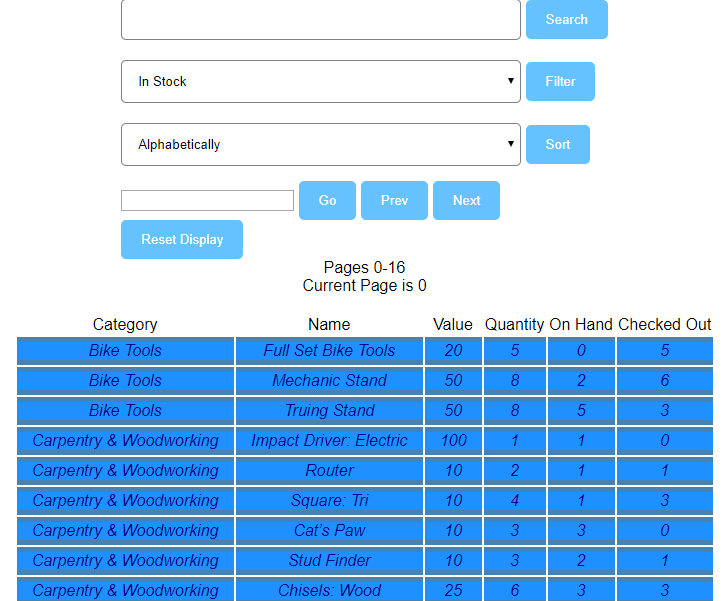 Search
In Stock Filter
Alphabetically Sort
Go Prev Next
Reset Display
Pages 0-16
Current Page is 0
Category Name Value Quantity On Hand Checked Out
Bike Tools Full Set Bike Tools 20 5 0 5
Bike Tools Mechanic Stand 50 8 2 6
Bike Tools Truing Stand 50 8 5 3
Carpentry & Woodworking Impact Driver: Electric 100 1 1 0
Carpentry & Woodworking Router 10 2 1 1
Carpentry & Woodworking Square: Tri 10 4 1 3
Carpentry & Woodworking Cat's Paw 10 3 3 0
Carpentry & Woodworking Stud Finder 10 3 2 1
Carpentry & Woodworking Chisels: Wood 25 6 3 3